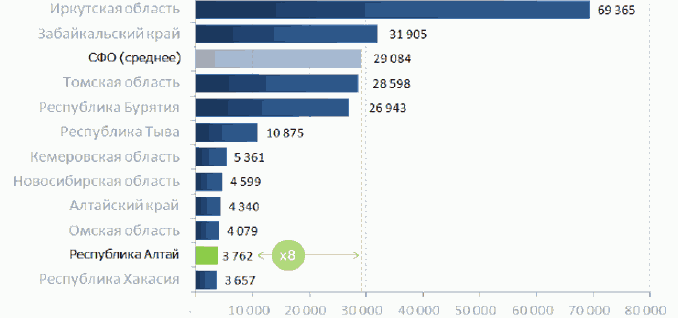 Иркутская область 69 365
Забайкальский край 31 905
СФО (среднее) 29 084
Томская область 28 598
Республика Бурятия 26 943
Республика Тыва 10 875
Кемеровская область 5 361
Новосибирская область 4 599
Алтайский край 4 340
Омская область 4 079
Республика Алтай 3 762 x8
Республика Хакасия 3 657
- 10 000 20 000 30 000 40 000 50 000 60 000 70 000 80 000